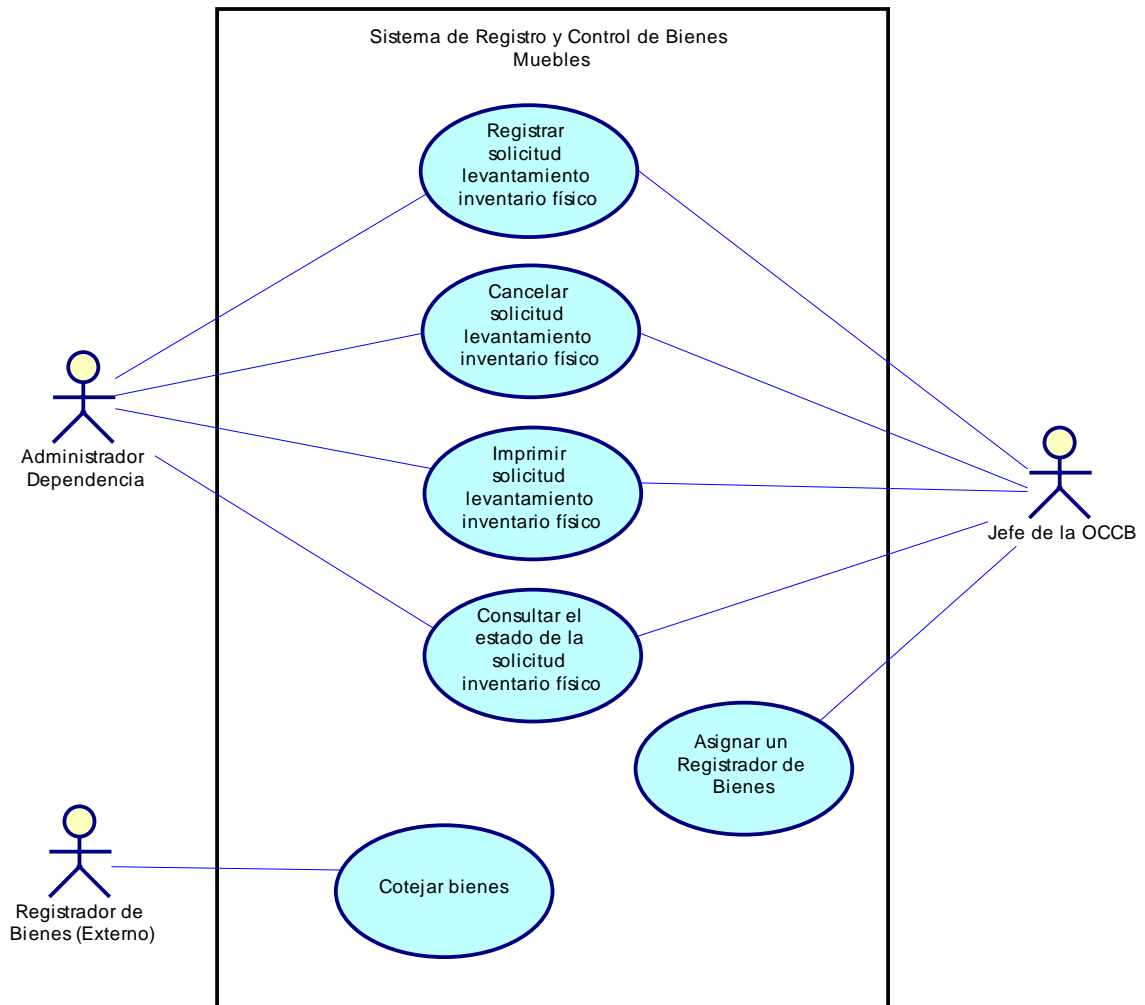 Sistema de Registro y Control de Bienes
Muebles
Registrar
solicitud
levantamiento
inventario físico
Cancelar
solicitud
levantamiento
inventario físico
Administrador
Dependencia
Imprimir
solicitud
levantamiento
inventario físico
Jefe de la OCCB
Consultar el
estado de la
solicitud
inventario físico
Asignar un
Registrador de
Bienes
Cotejar bienes
Registrador de
Bienes (Externo)